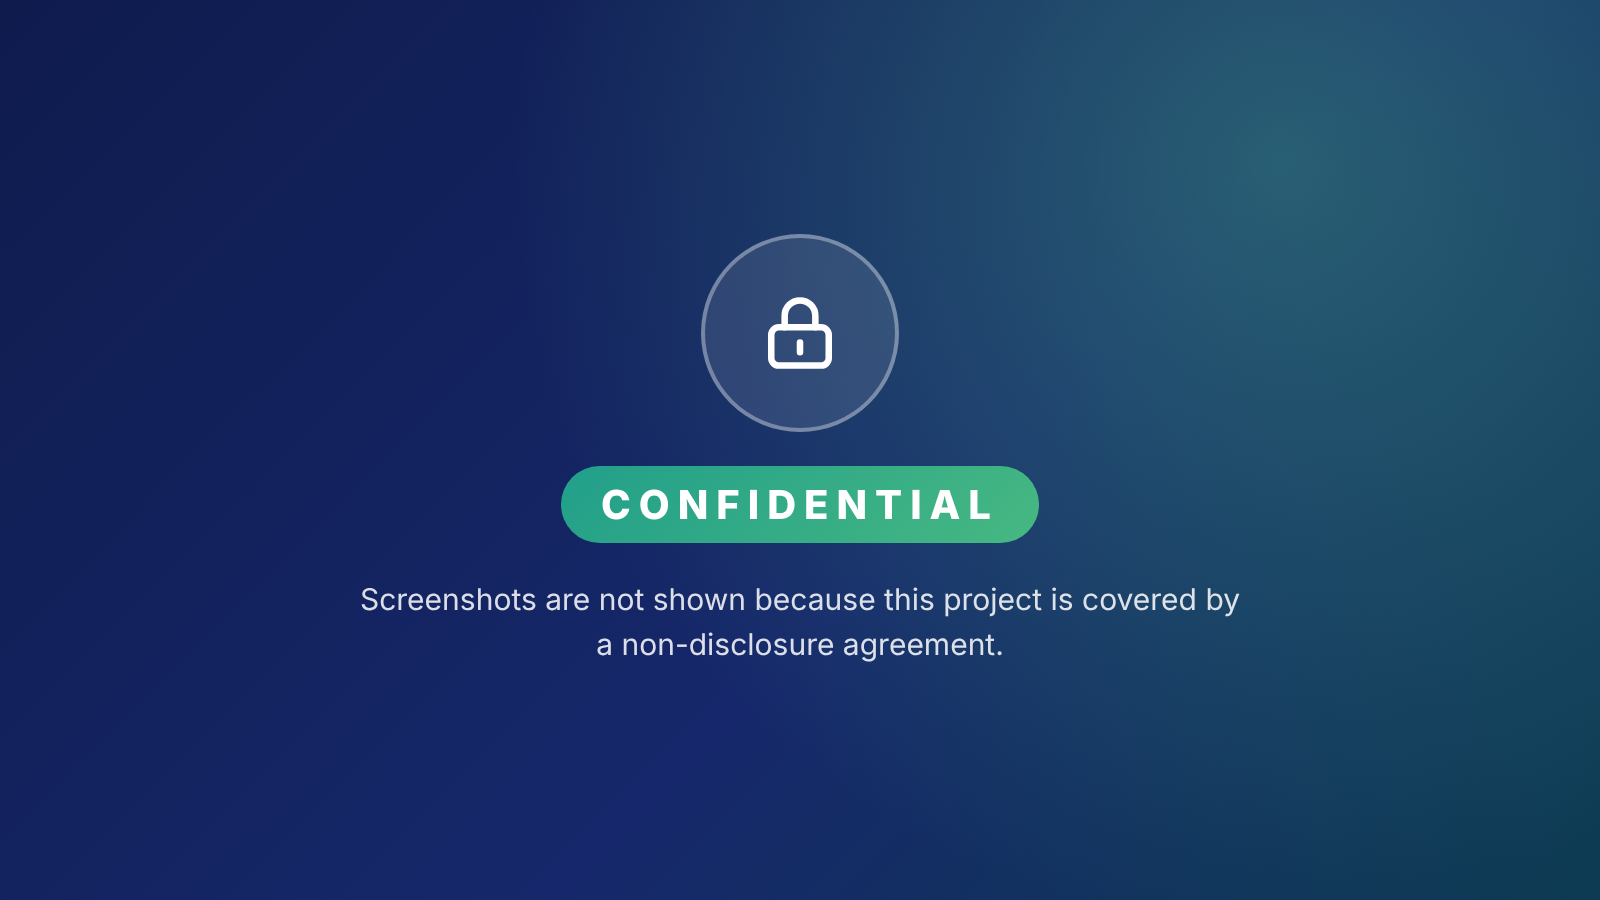 CONFIDENTIAL
Screenshots are not shown because this project is covered by
a non-disclosure agreement.